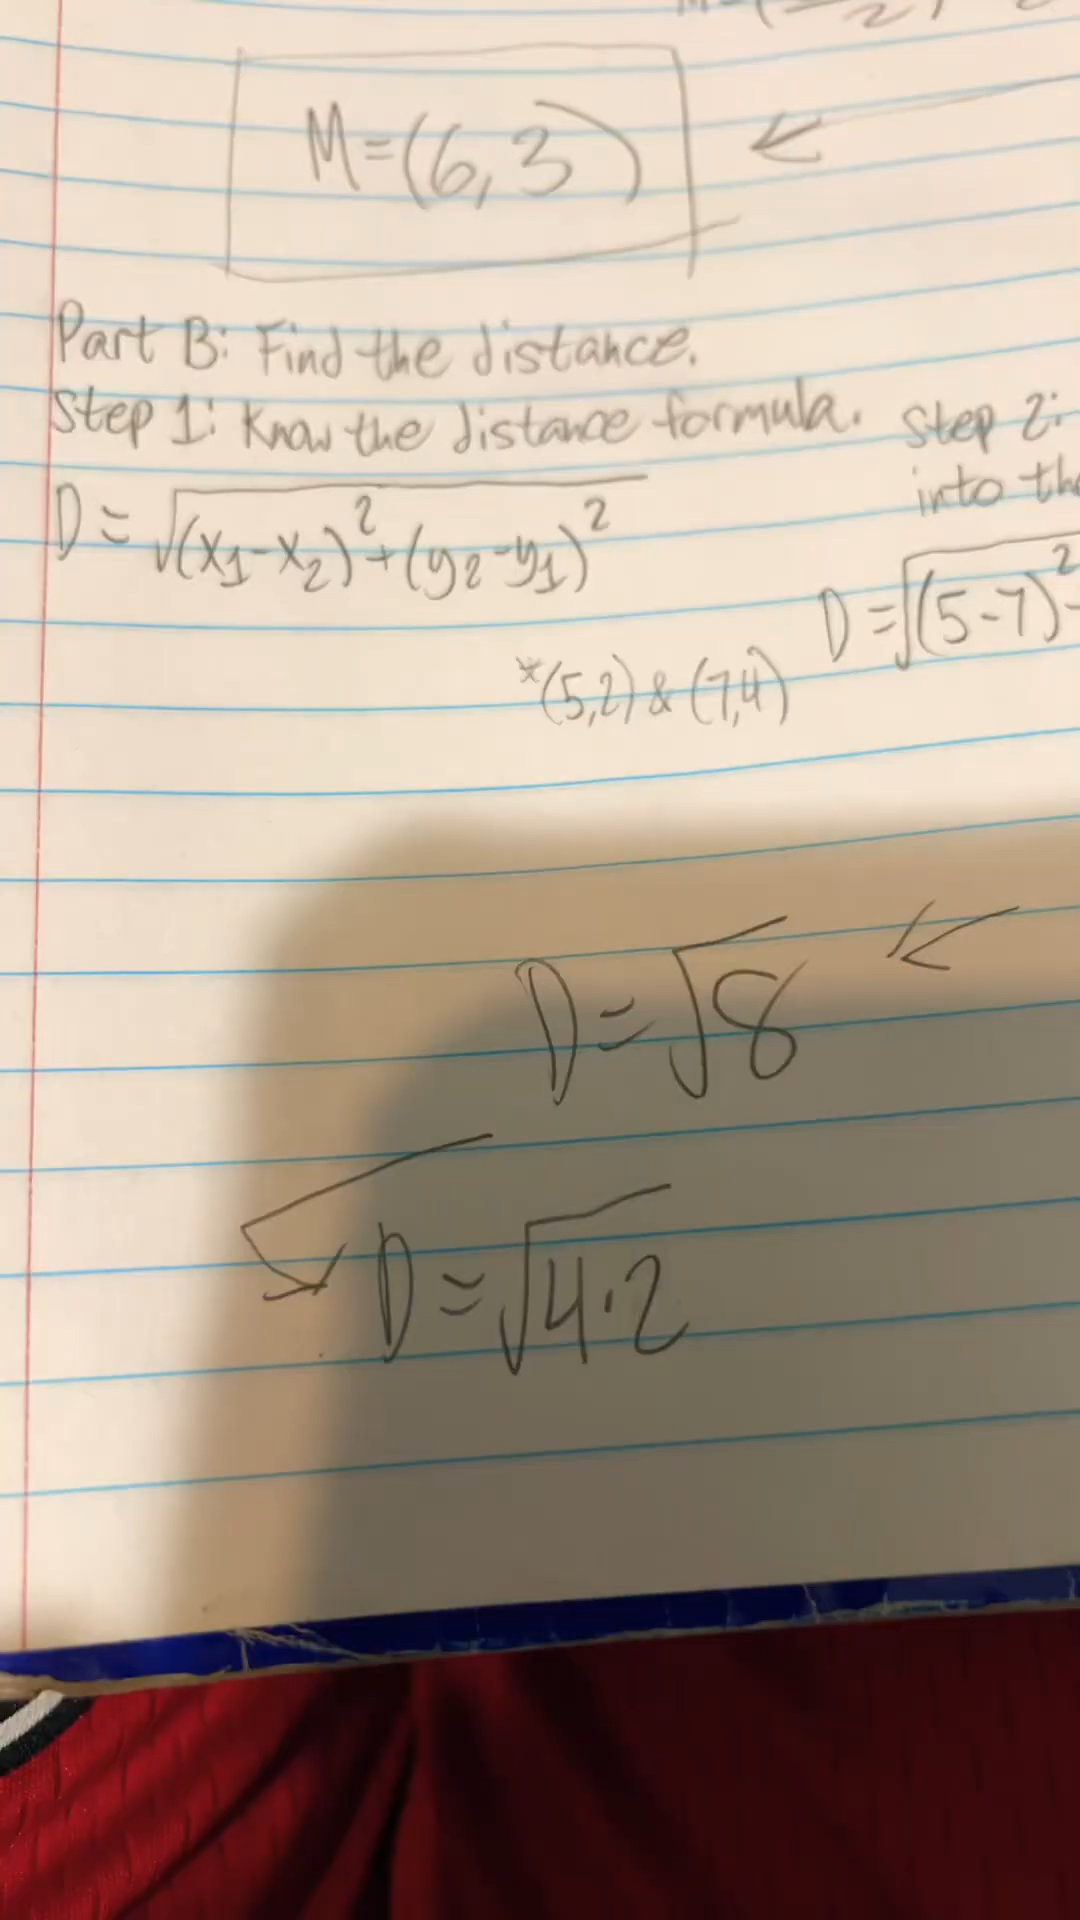 M=(6,3)
Part B: Find the distance.
Step 1: Know the distance formula.
D=√(x₁-x₂)²+(y₂-y₁)²
Step 2:
into the
D=√(5-7)²
*(5,2) & (7,4)
D=√8
D=√4·2